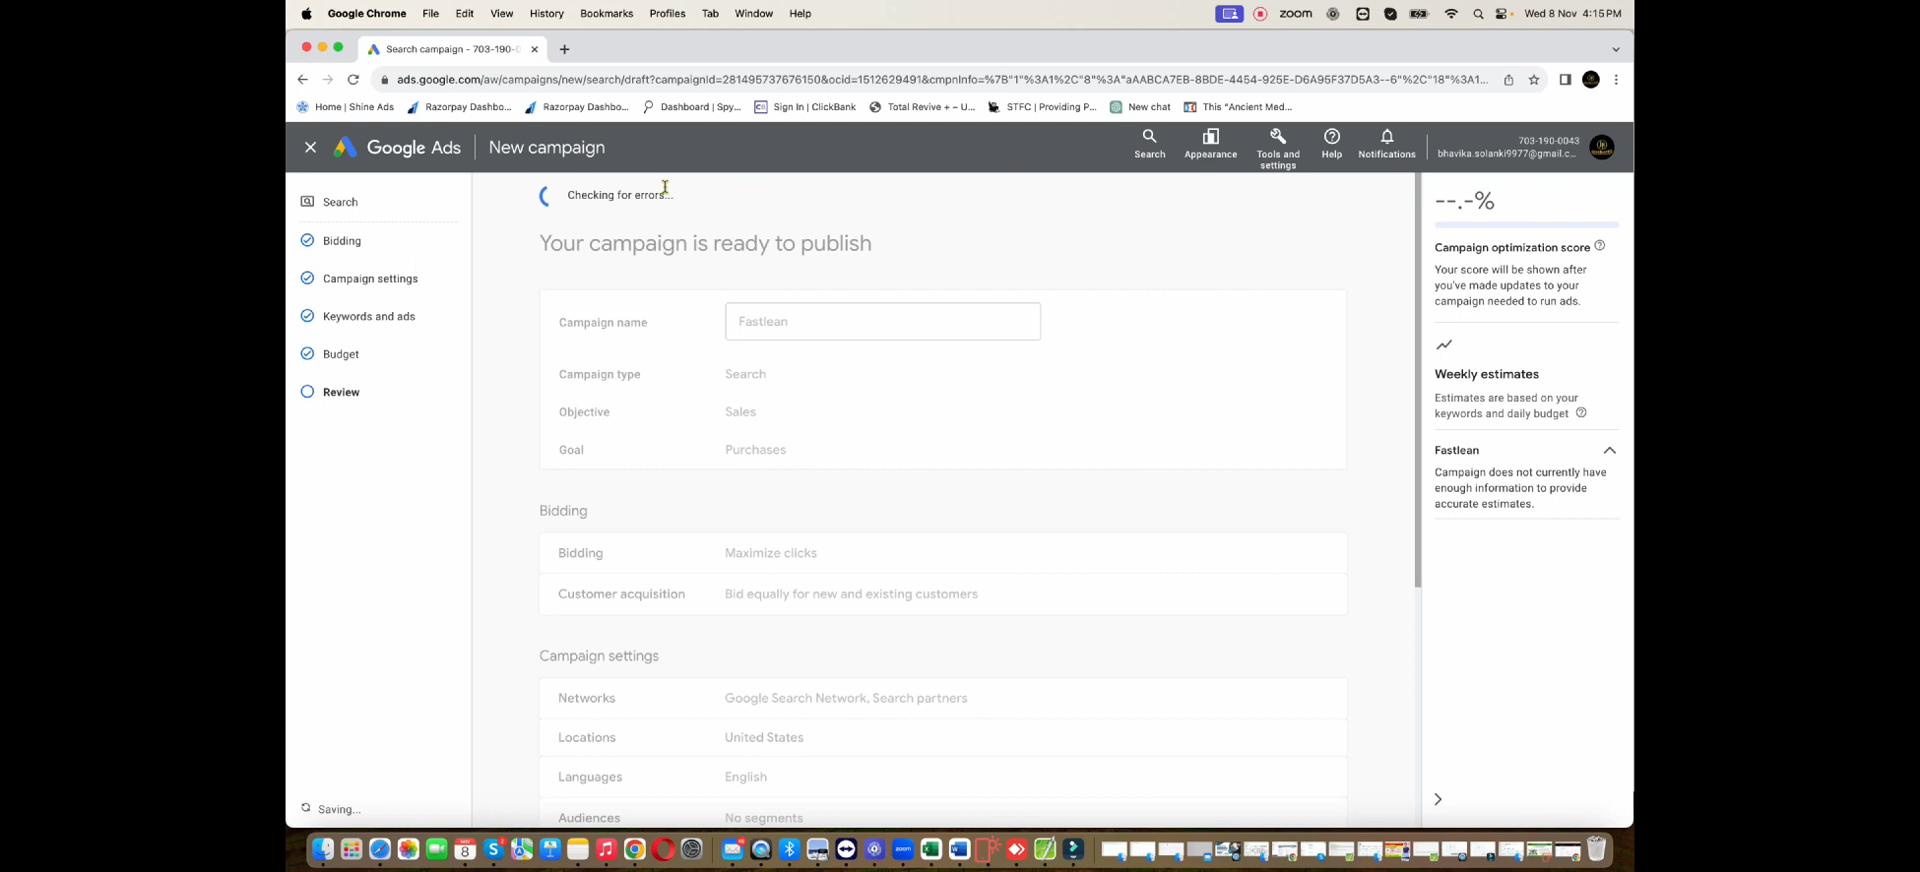 Google Chrome File Edit View History Bookmarks Profiles Tab Window Help zoom Wed 8 Nov 4:15 PM
Search campaign - 703-190-0
ads.google.com/aw/campaigns/new/search/draft?campaignId=281495737676150&ocid=1512629491&cmpnInfo=%7B"1"%3A1%2C"8"%3A"aAABCA7EB-8BDE-4454-925E-D6A95F37D5A3--6"%2C"18"%3A1...
Home | Shine Ads Razorpay Dashbo... Razorpay Dashbo... Dashboard | Spy... Sign In | ClickBank Total Revive + – U... STFC | Providing P... New chat This "Ancient Med...
Google Ads New campaign
Search Appearance Tools and settings Help Notifications
703-190-0043
bhavika.solanki9977@gmail.c...
Search
Bidding
Campaign settings
Keywords and ads
Budget
Review
Saving...
Checking for errors...
Your campaign is ready to publish
Campaign name Fastlean
Campaign type Search
Objective Sales
Goal Purchases
Bidding
Bidding Maximize clicks
Customer acquisition Bid equally for new and existing customers
Campaign settings
Networks Google Search Network, Search partners
Locations United States
Languages English
Audiences No segments
--.-%
Campaign optimization score
Your score will be shown after
you've made updates to your
campaign needed to run ads.
Weekly estimates
Estimates are based on your
keywords and daily budget
Fastlean
Campaign does not currently have
enough information to provide
accurate estimates.